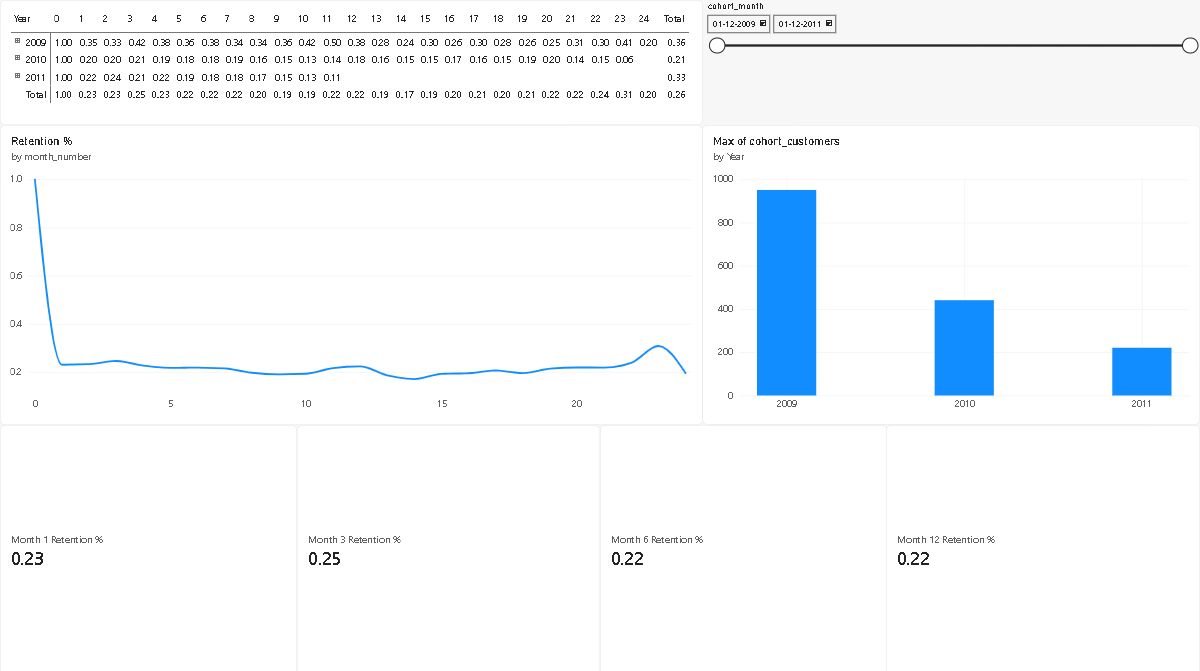 Year 0 1 2 3 4 5 6 7 8 9 10 11 12 13 14 15 16 17 18 19 20 21 22 23 24 Total
2009 1.00 0.35 0.33 0.42 0.38 0.36 0.38 0.34 0.34 0.36 0.42 0.50 0.38 0.28 0.24 0.30 0.26 0.30 0.28 0.26 0.25 0.31 0.30 0.41 0.20 0.36
2010 1.00 0.20 0.20 0.21 0.19 0.18 0.18 0.19 0.16 0.15 0.13 0.14 0.18 0.16 0.15 0.15 0.17 0.16 0.15 0.19 0.20 0.14 0.15 0.06 0.21
2011 1.00 0.22 0.24 0.21 0.22 0.19 0.18 0.18 0.17 0.15 0.13 0.11 0.33
Total 1.00 0.23 0.23 0.25 0.23 0.22 0.22 0.22 0.20 0.19 0.19 0.22 0.22 0.19 0.17 0.19 0.20 0.21 0.20 0.21 0.22 0.22 0.24 0.31 0.20 0.26
cohort_month
01-12-2009 01-12-2011
Retention %
by month_number
1.0
0.8
0.6
0.4
0.2
0 5 10 15 20
Max of cohort_customers
by Year
1000
800
600
400
200
0
2009 2010 2011
Month 1 Retention %
0.23
Month 3 Retention %
0.25
Month 6 Retention %
0.22
Month 12 Retention %
0.22